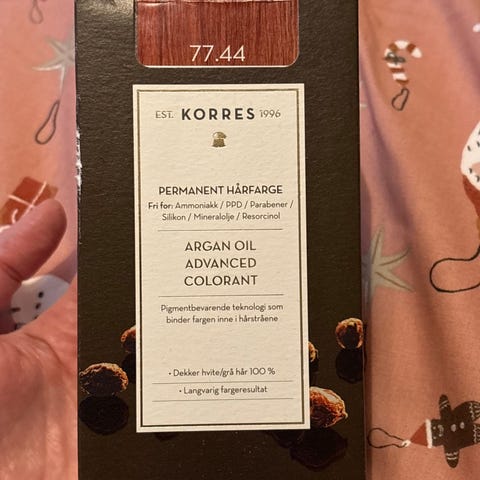 77.44
EST. KORRES 1996
PERMANENT HÅRFARGE
Fri for: Ammoniakk / PPD / Parabener /
Silikon / Mineralolje / Resorcinol
ARGAN OIL
ADVANCED
COLORANT
Pigmentbevarende teknologi som
binder fargen inne i hårstråene
• Dekker hvite/grå hår 100 %
• Langvarig fargeresultat